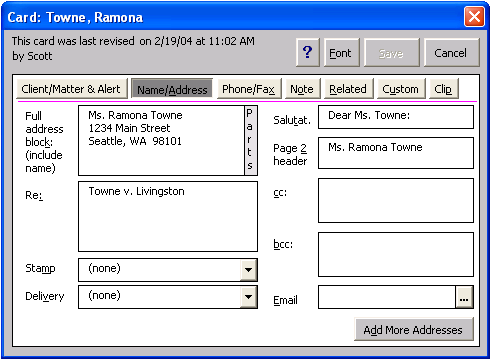 Card: Towne, Ramona
This card was last revised on 2/19/04 at 11:02 AM
by Scott
? Font Save Cancel
Client/Matter & Alert Name/Address Phone/Fax Note Related Custom Clip
Full
address
block:
(include
name)
Ms. Ramona Towne
1234 Main Street
Seattle, WA 98101
Parts
Salutat.
Dear Ms. Towne:
Page 2
header
Ms. Ramona Towne
Re:
Towne v. Livingston
cc:
bcc:
Stamp
(none)
Delivery
(none)
Email
...
Add More Addresses